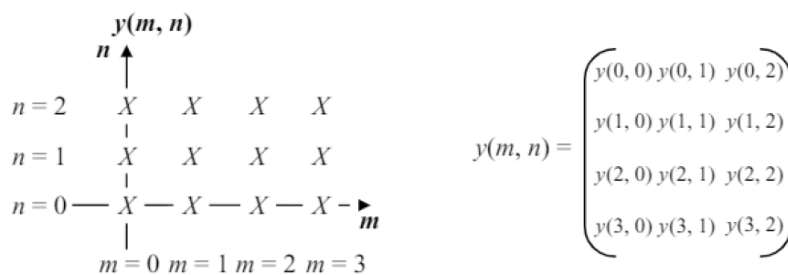 y(m, n)
n
n = 2 X X X X
n = 1 X X X X
n = 0 X X X X
m
m = 0 m = 1 m = 2 m = 3
y(m, n) =
y(0, 0) y(0, 1) y(0, 2)
y(1, 0) y(1, 1) y(1, 2)
y(2, 0) y(2, 1) y(2, 2)
y(3, 0) y(3, 1) y(3, 2)